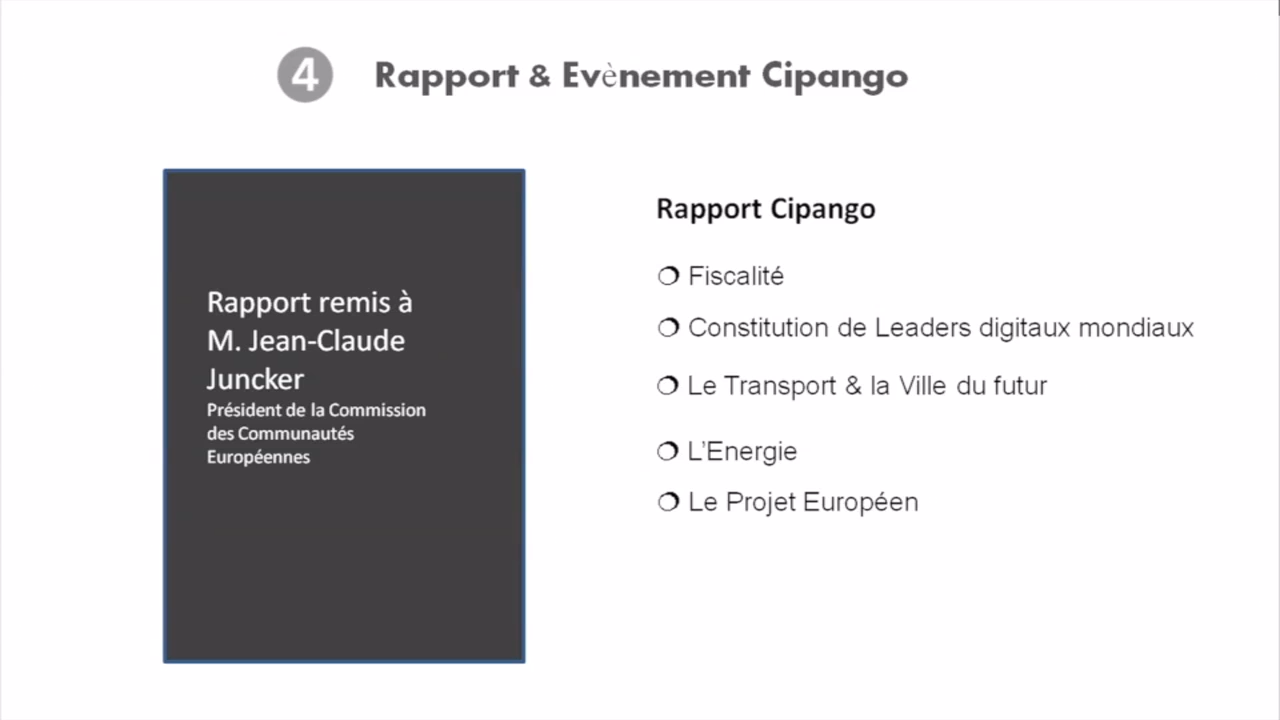 4 Rapport & Evènement Cipango
Rapport remis à
M. Jean-Claude
Juncker
Président de la Commission
des Communautés
Européennes
Rapport Cipango
Fiscalité
Constitution de Leaders digitaux mondiaux
Le Transport & la Ville du futur
L’Energie
Le Projet Européen